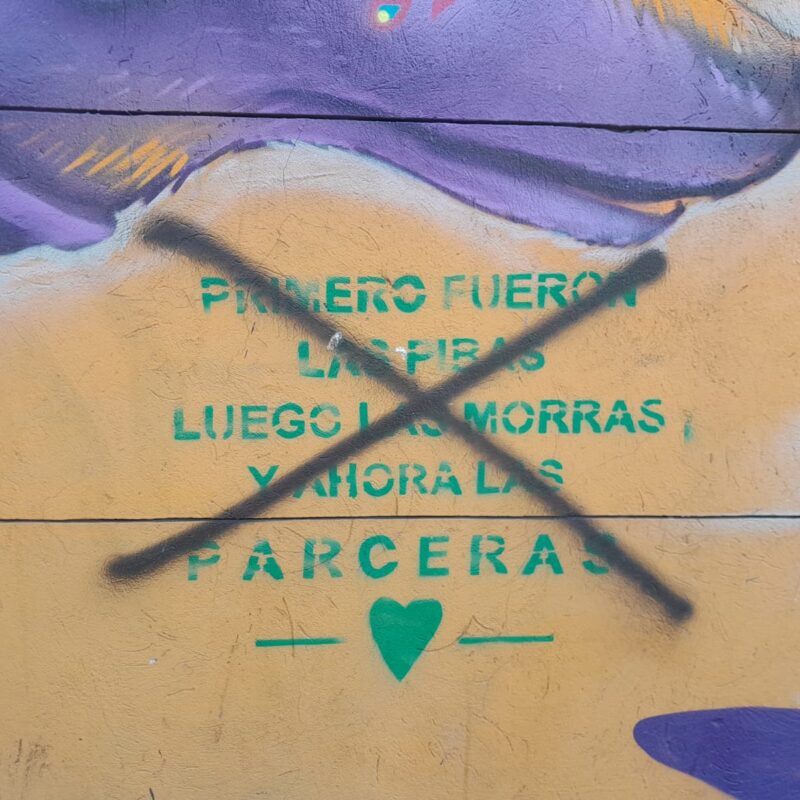 PRIMERO FUERON
LAS PIBAS
LUEGO LAS MORRAS
Y AHORA LAS
PARCERAS